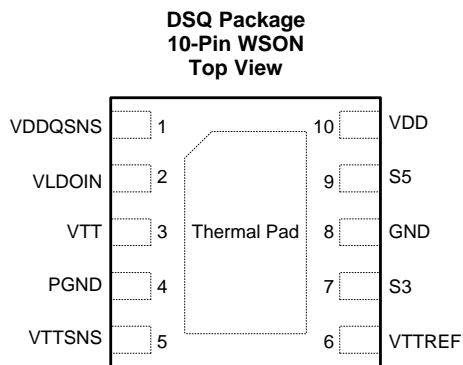 DSQ Package
10-Pin WSON
Top View
VDDQSNS 1 10 VDD
VLDOIN 2 9 S5
VTT 3 Thermal Pad 8 GND
PGND 4 7 S3
VTTSNS 5 6 VTTREF